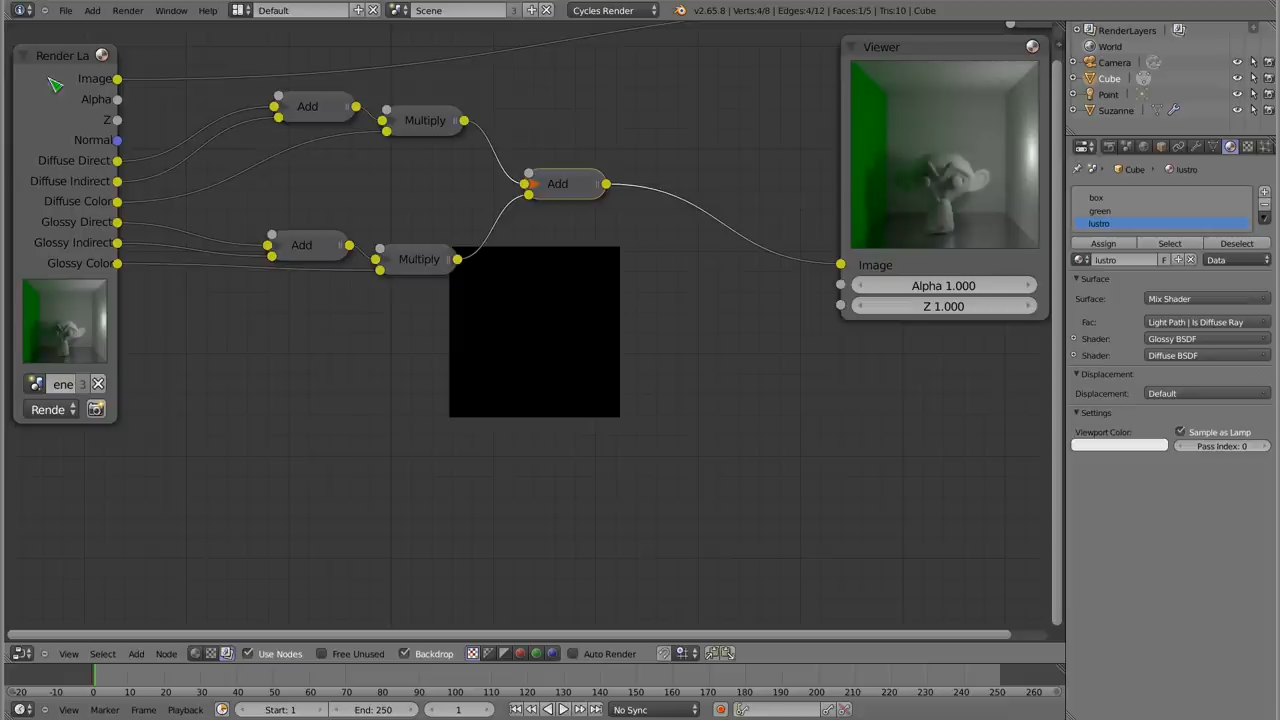 File Add Render Window Help Default Scene 3 Cycles Render v2.65.8 | Verts:4/8 | Edges:4/12 | Faces:1/5 | Tris:10 | Cube
Render La
Image
Alpha
Z
Normal
Diffuse Direct
Diffuse Indirect
Diffuse Color
Glossy Direct
Glossy Indirect
Glossy Color
ene 3
Rende
Add
Multiply
Add
Multiply
Add
Viewer
Image
Alpha 1.000
Z 1.000
RenderLayers
World
Camera
Cube
Point
Suzanne
Cube lustro
box
green
lustro
Assign Select Deselect
lustro F Data
Surface
Surface: Mix Shader
Fac: Light Path | Is Diffuse Ray
Shader: Glossy BSDF
Shader: Diffuse BSDF
Displacement
Displacement: Default
Settings
Viewport Color: Sample as Lamp
Pass Index: 0
View Select Add Node Use Nodes Free Unused Backdrop Auto Render
-20 -10 0 10 20 30 40 50 60 70 80 90 100 110 120 130 140 150 160 170 180 190 200 210 220 230 240 250 260
View Marker Frame Playback Start: 1 End: 250 1 No Sync